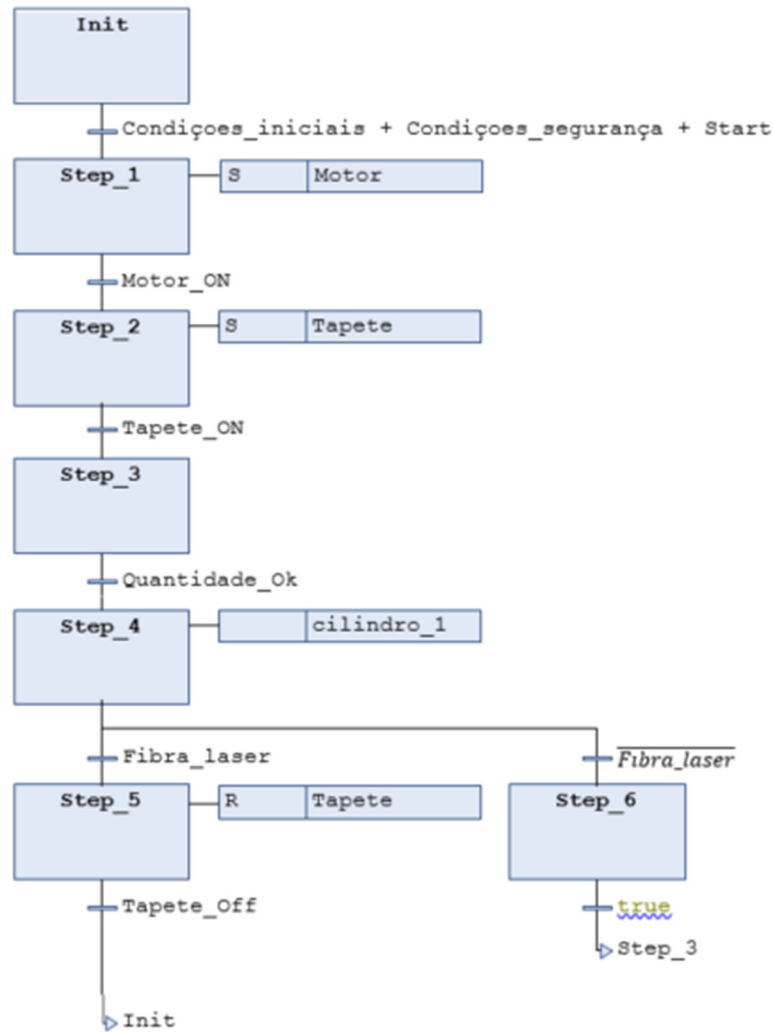 Init
Condiçoes_iniciais + Condiçoes_segurança + Start
Step_1
S Motor
Motor_ON
Step_2
S Tapete
Tapete_ON
Step_3
Quantidade_Ok
Step_4
cilindro_1
Fibra_laser
Fibra_laser
Step_5
R Tapete
Step_6
Tapete_Off
true
Step_3
Init